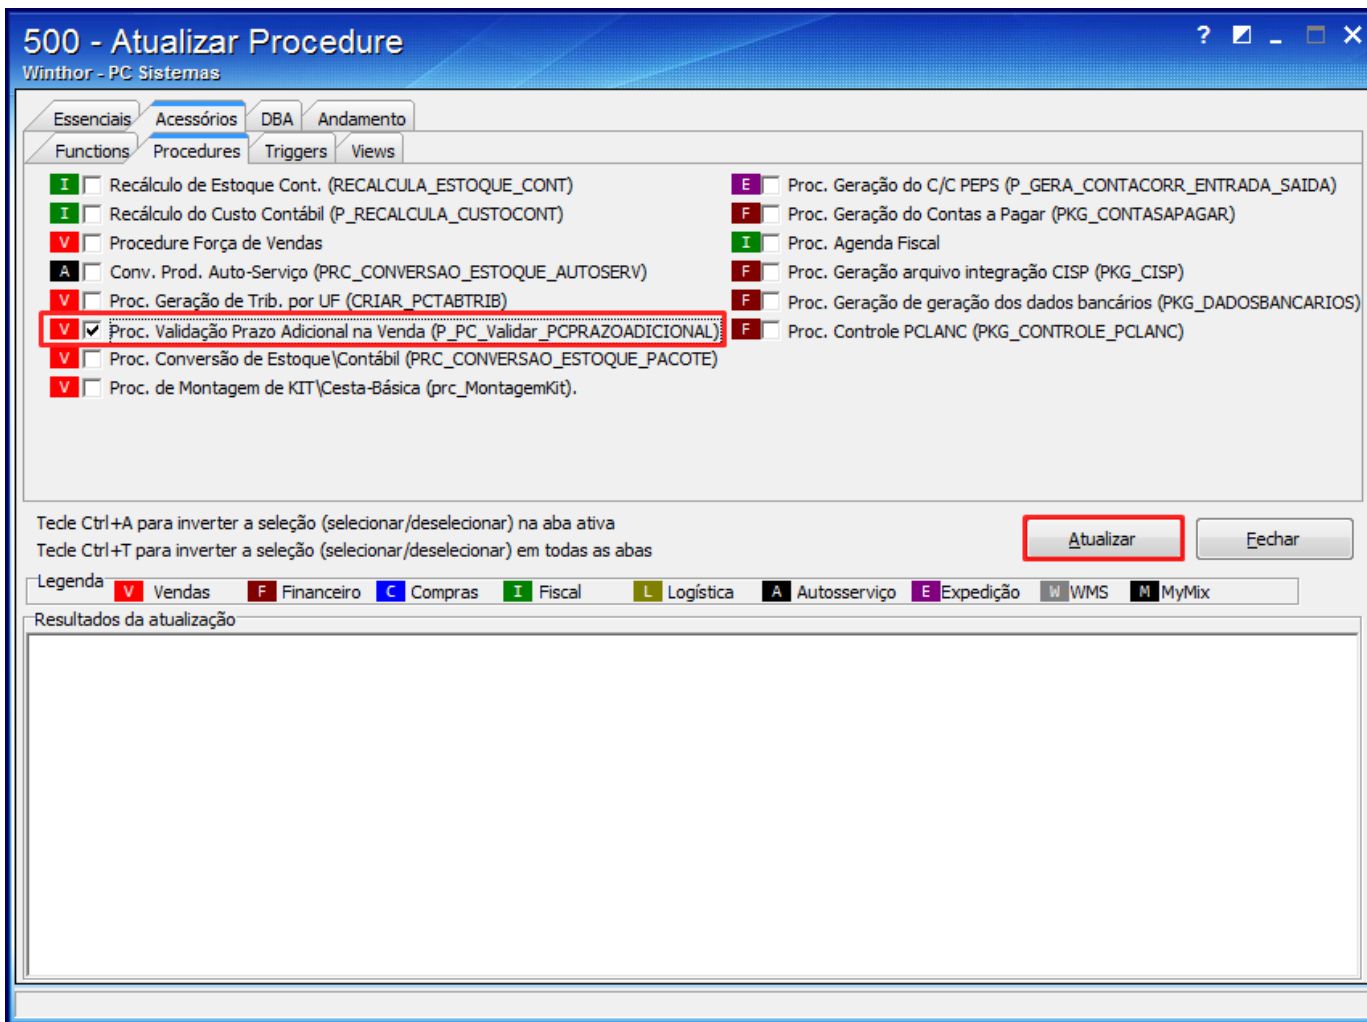 500 - Atualizar Procedure
Winthor - PC Sistemas
?
Essenciais Acessórios DBA Andamento
Functions Procedures Triggers Views
I Recálculo de Estoque Cont. (RECALCULA_ESTOQUE_CONT)
I Recálculo do Custo Contábil (P_RECALCULA_CUSTOCONT)
V Procedure Força de Vendas
A Conv. Prod. Auto-Serviço (PRC_CONVERSAO_ESTOQUE_AUTOSERV)
V Proc. Geração de Trib. por UF (CRIAR_PCTABTRIB)
V Proc. Validação Prazo Adicional na Venda (P_PC_Validar_PCPRAZOADICIONAL)
V Proc. Conversão de Estoque\Contábil (PRC_CONVERSAO_ESTOQUE_PACOTE)
V Proc. de Montagem de KIT\Cesta-Básica (prc_MontagemKit).
E Proc. Geração do C/C PEPS (P_GERA_CONTACORR_ENTRADA_SAIDA)
F Proc. Geração do Contas a Pagar (PKG_CONTASAPAGAR)
I Proc. Agenda Fiscal
F Proc. Geração arquivo integração CISP (PKG_CISP)
F Proc. Geração de geração dos dados bancários (PKG_DADOSBANCARIOS)
F Proc. Controle PCLANC (PKG_CONTROLE_PCLANC)
Tecle Ctrl+A para inverter a seleção (selecionar/deselecionar) na aba ativa
Tecle Ctrl+T para inverter a seleção (selecionar/deselecionar) em todas as abas
Atualizar Fechar
Legenda
V Vendas F Financeiro C Compras I Fiscal L Logística A Autosserviço E Expedição W WMS M MyMix
Resultados da atualização